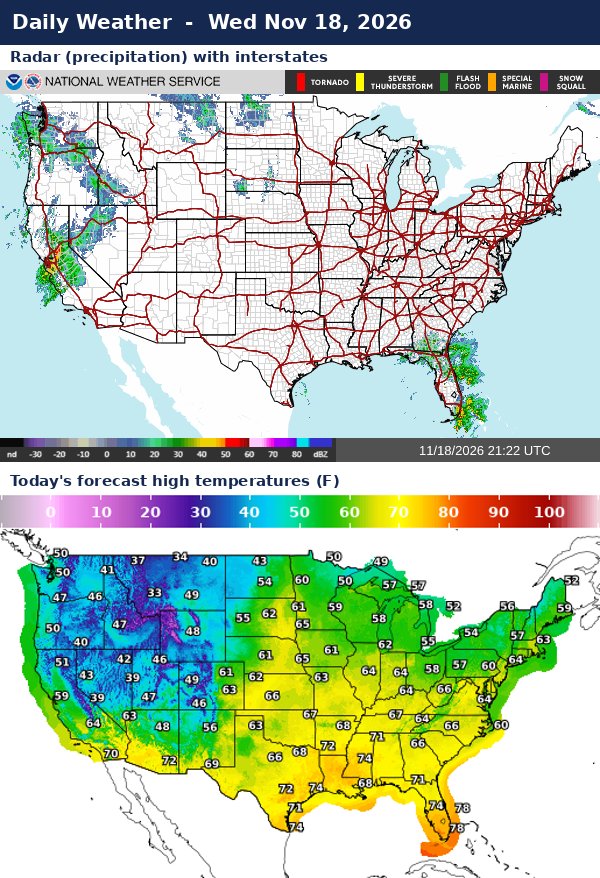 Daily Weather - Wed Nov 18, 2026
Radar (precipitation) with interstates
NATIONAL WEATHER SERVICE
TORNADO
SEVERE THUNDERSTORM
FLASH FLOOD
SPECIAL MARINE
SNOW SQUALL
nd -30 -20 -10 0 10 20 30 40 50 60 70 80 dBZ
11/18/2026 21:22 UTC
Today's forecast high temperatures (F)
0 10 20 30 40 50 60 70 80 90 100
50 37 34 40 43 50 49
50 41 54 60 50 57 57 52
47 46 33 49 61 59 58 52 56 59
50 47 48 55 62 65 58 55 54 57 63
40 62
51 42 46 61 65 61 64 64 58 57 60 64
43 39 49 61 62 63
59 39 47 46 63 66 64 66 64
64 63 48 56 63 67 68 67 64 66 60
70 72 69 66 68 72 71 66
74
72 74 68 71
71 74 78
74 78